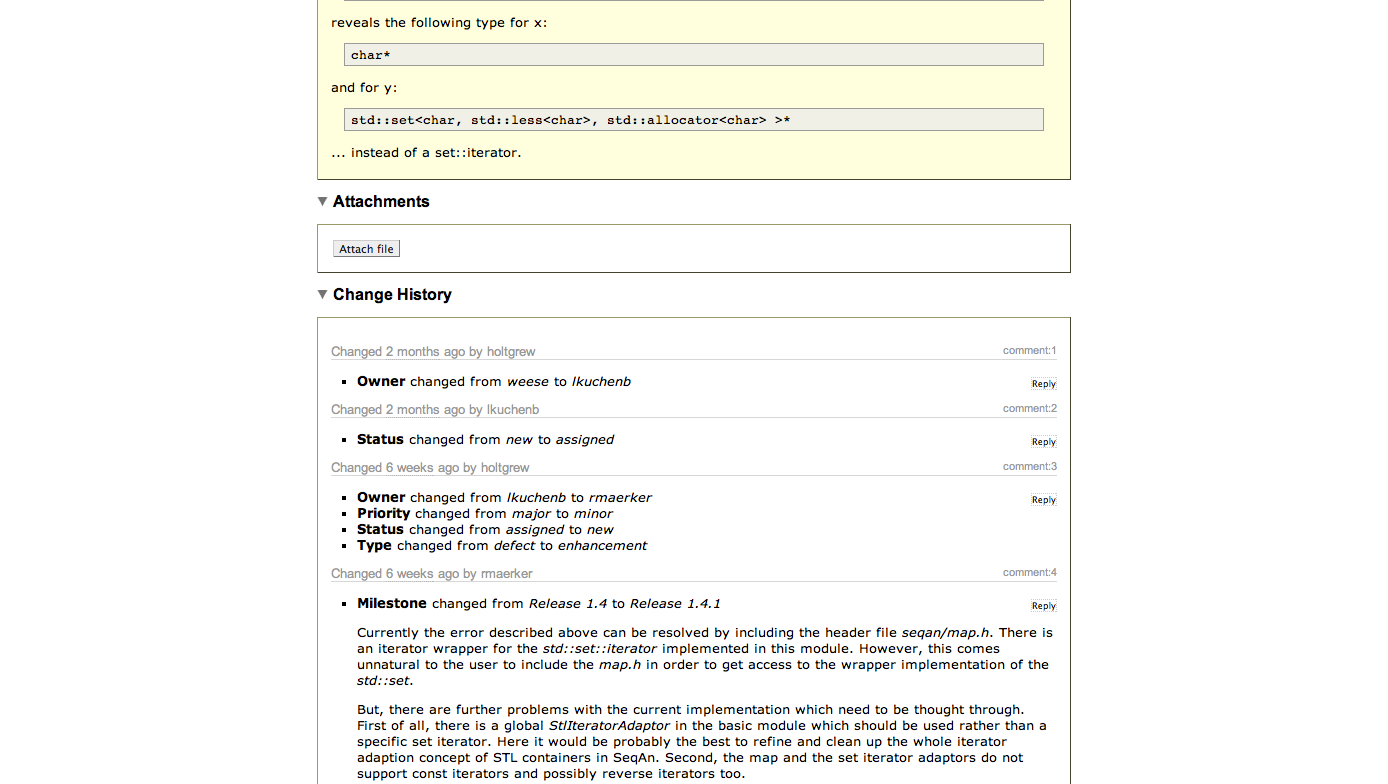 reveals the following type for x:
char*
and for y:
std::set<char, std::less<char>, std::allocator<char> >*
... instead of a set::iterator.
Attachments
Attach file
Change History
Changed 2 months ago by holtgrew comment:1
Owner changed from weese to lkuchenb Reply
Changed 2 months ago by lkuchenb comment:2
Status changed from new to assigned Reply
Changed 6 weeks ago by holtgrew comment:3
Owner changed from lkuchenb to rmaerker Reply
Priority changed from major to minor
Status changed from assigned to new
Type changed from defect to enhancement
Changed 6 weeks ago by rmaerker comment:4
Milestone changed from Release 1.4 to Release 1.4.1 Reply
Currently the error described above can be resolved by including the header file seqan/map.h. There is
an iterator wrapper for the std::set::iterator implemented in this module. However, this comes
unnatural to the user to include the map.h in order to get access to the wrapper implementation of the
std::set.
But, there are further problems with the current implementation which need to be thought through.
First of all, there is a global StlIteratorAdaptor in the basic module which should be used rather than a
specific set iterator. Here it would be probably the best to refine and clean up the whole iterator
adaption concept of STL containers in SeqAn. Second, the map and the set iterator adaptors do not
support const iterators and possibly reverse iterators too.